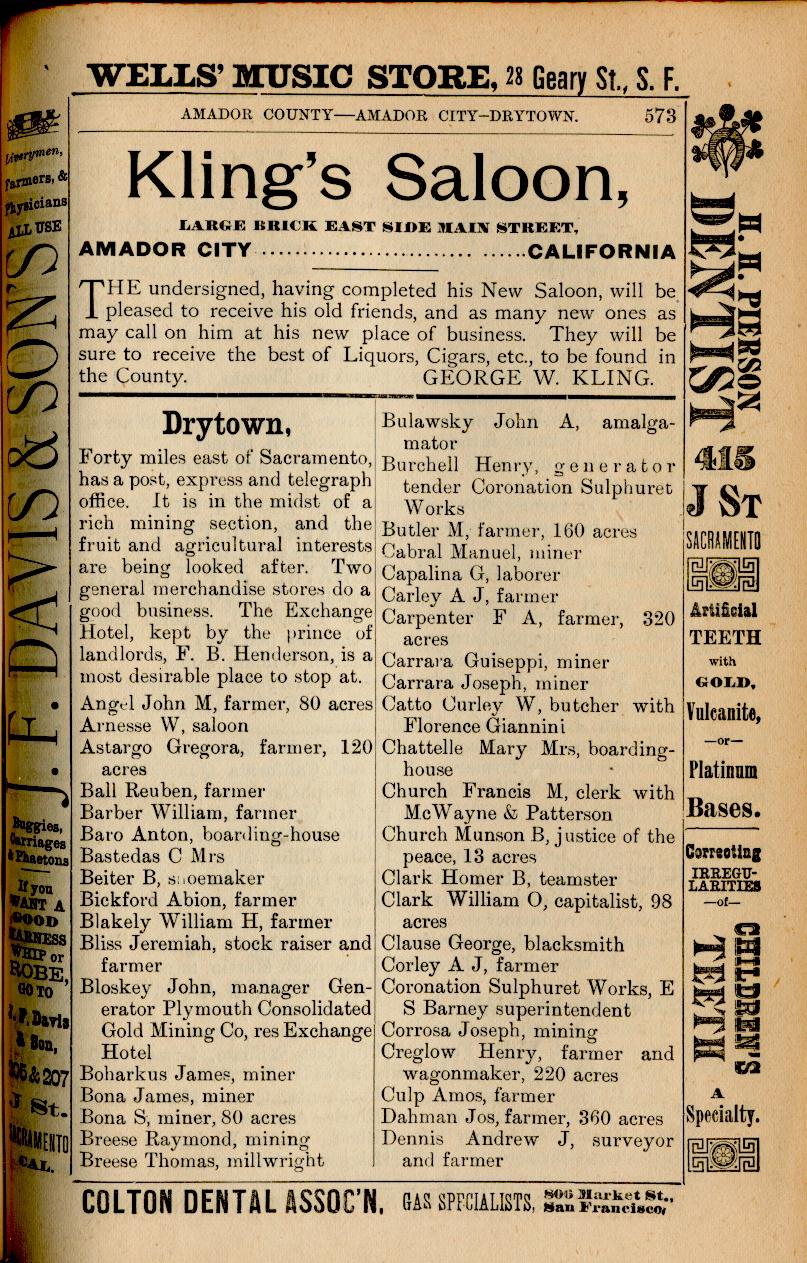 WELLS' MUSIC STORE, 28 Geary St., S. F.
AMADOR COUNTY—AMADOR CITY—DRYTOWN. 573
Kling's Saloon,
LARGE BRICK EAST SIDE MAIN STREET,
AMADOR CITY ................................ CALIFORNIA
THE undersigned, having completed his New Saloon, will be
pleased to receive his old friends, and as many new ones as
may call on him at his new place of business. They will be
sure to receive the best of Liquors, Cigars, etc., to be found in
the County. GEORGE W. KLING.
Drytown,
Forty miles east of Sacramento,
has a post, express and telegraph
office. It is in the midst of a
rich mining section, and the
fruit and agricultural interests
are being looked after. Two
general merchandise stores do a
good business. The Exchange
Hotel, kept by the prince of
landlords, F. B. Henderson, is a
most desirable place to stop at.
Angel John M, farmer, 80 acres
Arnesse W, saloon
Astargo Gregora, farmer, 120
acres
Ball Reuben, farmer
Barber William, farmer
Baro Anton, boarding-house
Bastedas C Mrs
Beiter B, shoemaker
Bickford Abion, farmer
Blakely William H, farmer
Bliss Jeremiah, stock raiser and
farmer
Bloskey John, manager Gen-
erator Plymouth Consolidated
Gold Mining Co, res Exchange
Hotel
Boharkus James, miner
Bona James, miner
Bona S, miner, 80 acres
Breese Raymond, mining
Breese Thomas, millwright
Bulawsky John A, amalga-
mator
Burchell Henry, generator
tender Coronation Sulphuret
Works
Butler M, farmer, 160 acres
Cabral Manuel, miner
Capalina G, laborer
Carley A J, farmer
Carpenter F A, farmer, 320
acres
Carrara Guiseppi, miner
Carrara Joseph, miner
Catto Curley W, butcher with
Florence Giannini
Chattelle Mary Mrs, boarding-
house
Church Francis M, clerk with
McWayne & Patterson
Church Munson B, justice of the
peace, 13 acres
Clark Homer B, teamster
Clark William O, capitalist, 98
acres
Clause George, blacksmith
Corley A J, farmer
Coronation Sulphuret Works, E
S Barney superintendent
Corrosa Joseph, mining
Creglow Henry, farmer and
wagonmaker, 220 acres
Culp Amos, farmer
Dahman Jos, farmer, 360 acres
Dennis Andrew J, surveyor
and farmer
Liverymen,
Farmers, &
Physicians
ALL USE
J. F. DAVIS & SON'S
Buggies,
Carriages
& Phaetons
If you
WANT A
GOOD
HARNESS
WHIP or
ROBE,
GO TO
J. F. Davis
& Son,
205 & 207
J St.
SACRAMENTO
CAL.
H. H. PIERSON
DENTIST
415
J ST
SACRAMENTO
Artificial
TEETH
with
GOLD,
Vulcanite,
—or—
Platinum
Bases.
Correcting
IRREGU-
LARITIES
—of—
CHILDREN'S
TEETH
A
Specialty.
COLTON DENTAL ASSOC'N. GAS SPECIALISTS, 806 Market St.,
San Francisco,